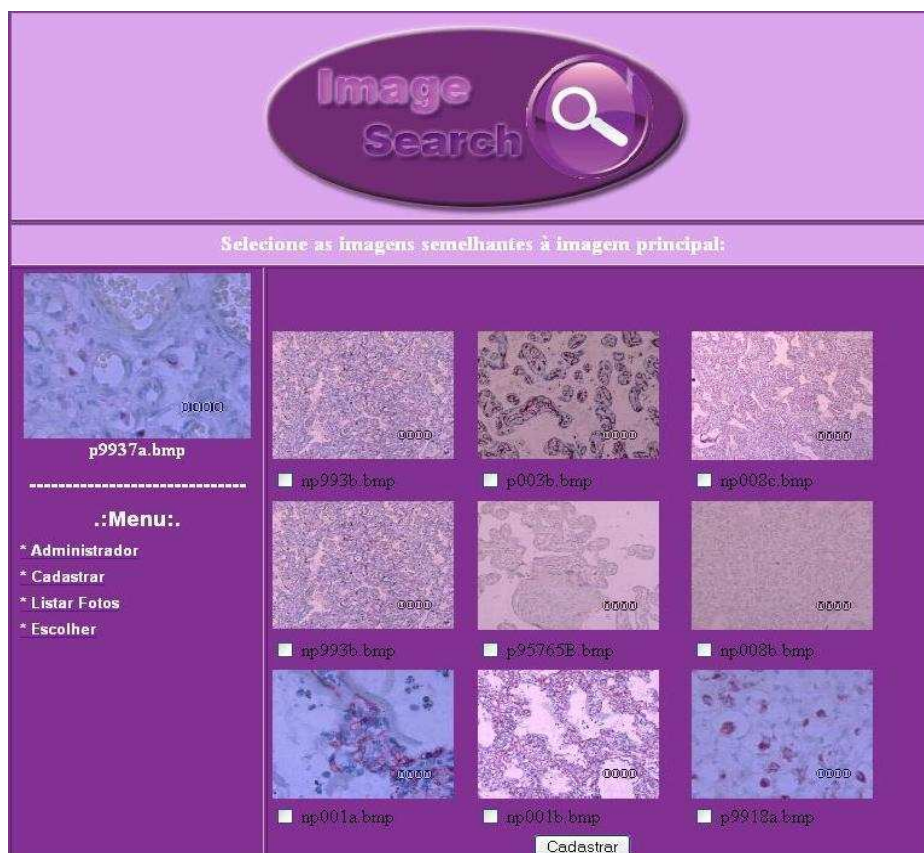 Image
Search
Selecione as imagens semelhantes à imagem principal:
p9937a.bmp
------------------------------
.:Menu:.
* Administrador
* Cadastrar
* Listar Fotos
* Escolher
np993b.bmp p003b.bmp np008c.bmp
np993b.bmp p95765B.bmp np008b.bmp
np001a.bmp np001b.bmp p9918a.bmp
Cadastrar